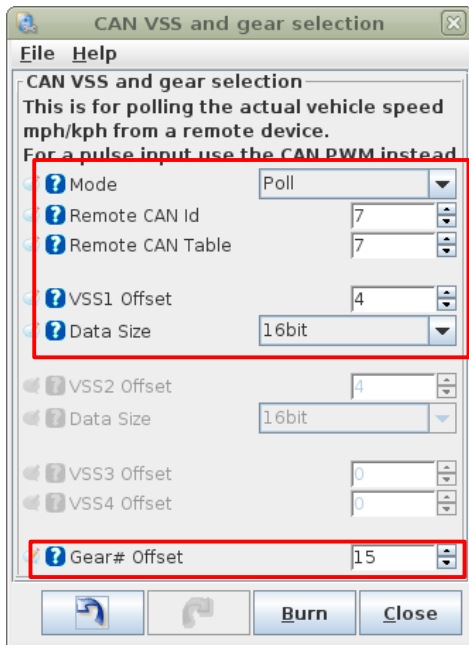 CAN VSS and gear selection
File Help
CAN VSS and gear selection
This is for polling the actual vehicle speed
mph/kph from a remote device.
For a pulse input use the CAN PWM instead
Mode Poll
Remote CAN Id 7
Remote CAN Table 7
VSS1 Offset 4
Data Size 16bit
VSS2 Offset 4
Data Size 16bit
VSS3 Offset 0
VSS4 Offset 0
Gear# Offset 15
Burn Close